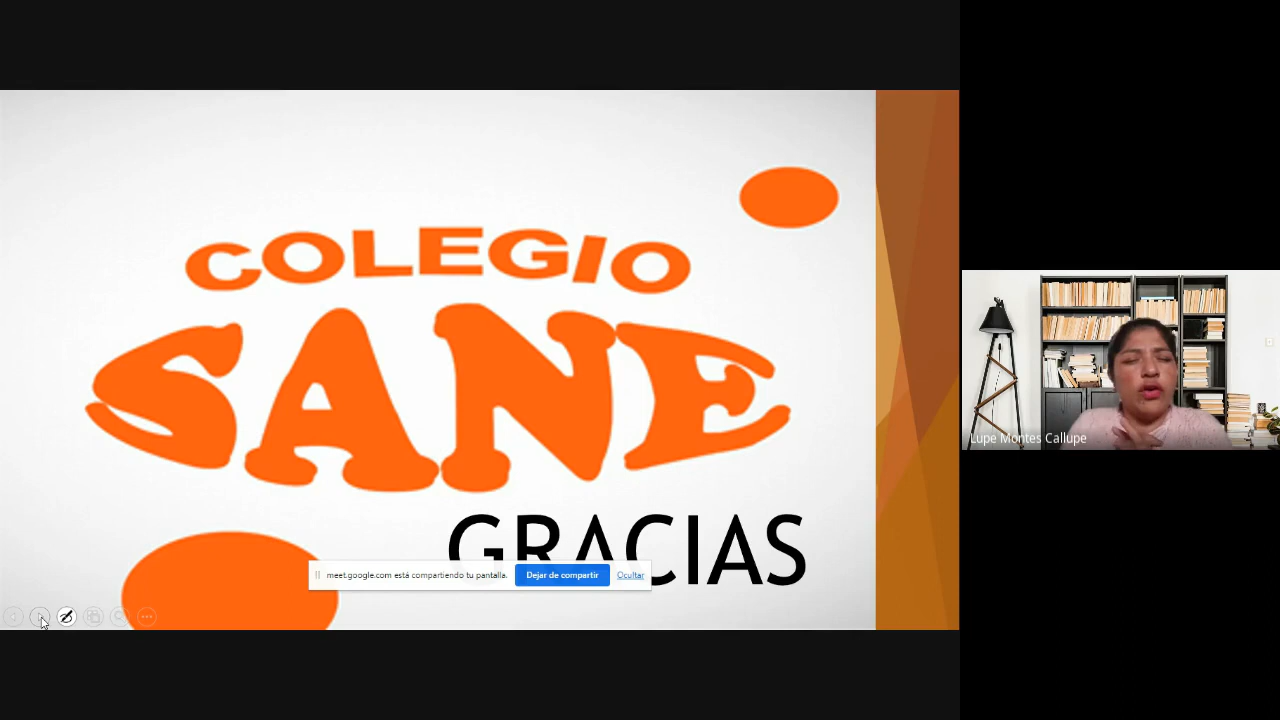 COLEGIO
SANE
GRACIAS
meet.google.com está compartiendo tu pantalla.
Dejar de compartir
Ocultar
Lupe Montes Callupe